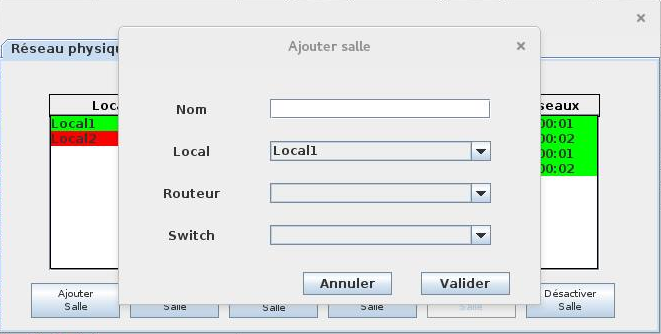 ×
Ajouter salle ×
Réseau physiqu
Loca
seaux
Nom
Local1
00:01
Local2
00:02
Local Local1
00:01
00:02
Routeur
Switch
Annuler Valider
Ajouter Salle
Salle
Salle
Salle
Salle
Désactiver Salle